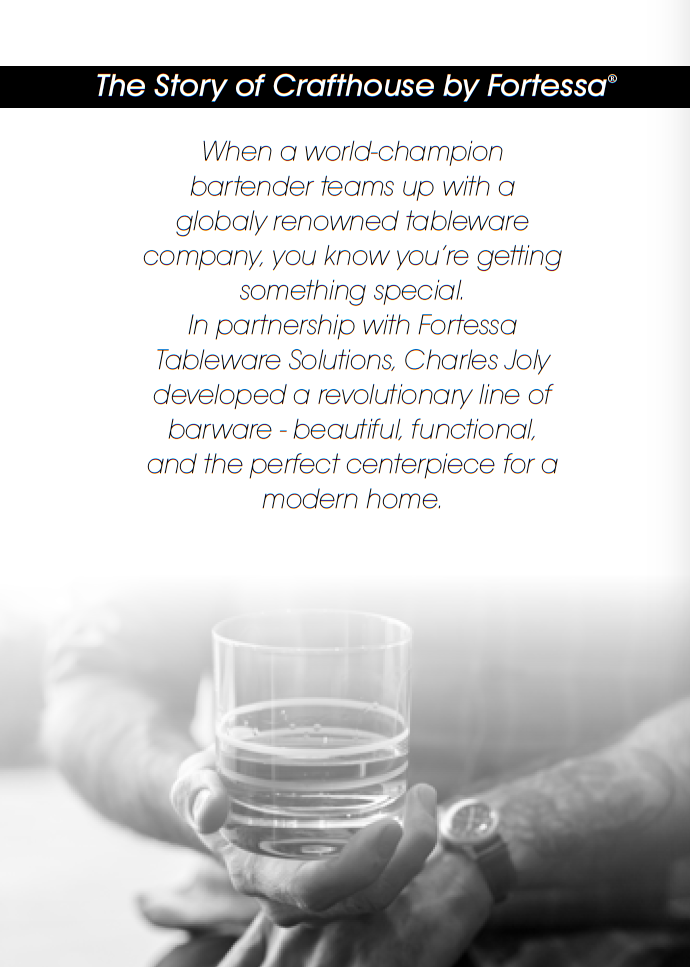 The Story of Crafthouse by Fortessa®
When a world-champion
bartender teams up with a
globaly renowned tableware
company, you know you’re getting
something special.
In partnership with Fortessa
Tableware Solutions, Charles Joly
developed a revolutionary line of
barware - beautiful, functional,
and the perfect centerpiece for a
modern home.